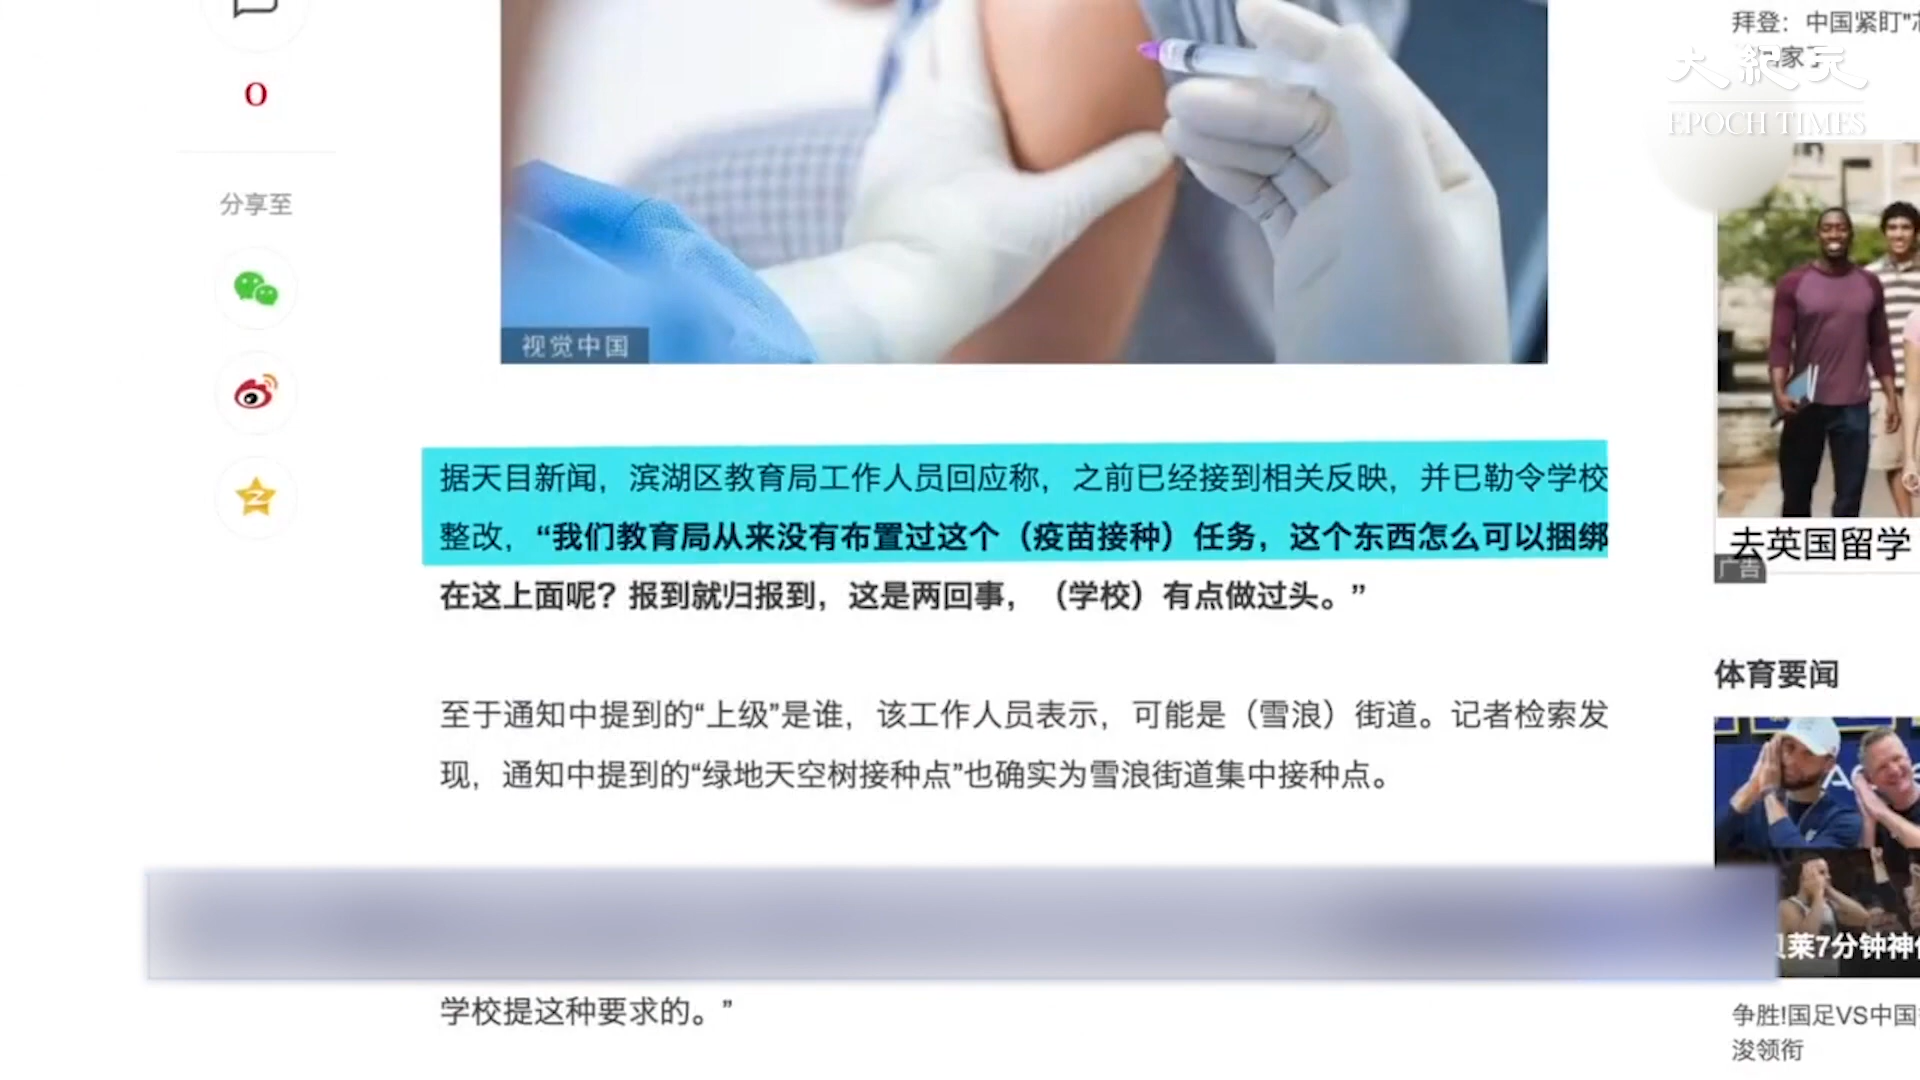 拜登：中国紧盯"
家
大紀元
EPOCH TIMES
0
分享至
视觉中国
据天目新闻，滨湖区教育局工作人员回应称，之前已经接到相关反映，并已勒令学校
整改，“我们教育局从来没有布置过这个（疫苗接种）任务，这个东西怎么可以捆绑
在这上面呢？报到就归报到，这是两回事，（学校）有点做过头。”
至于通知中提到的“上级”是谁，该工作人员表示，可能是（雪浪）街道。记者检索发
现，通知中提到的“绿地天空树接种点”也确实为雪浪街道集中接种点。
学校提这种要求的。”
去英国留学
广告
体育要闻
莱7分钟神
争胜!国足VS中国
浚领衔